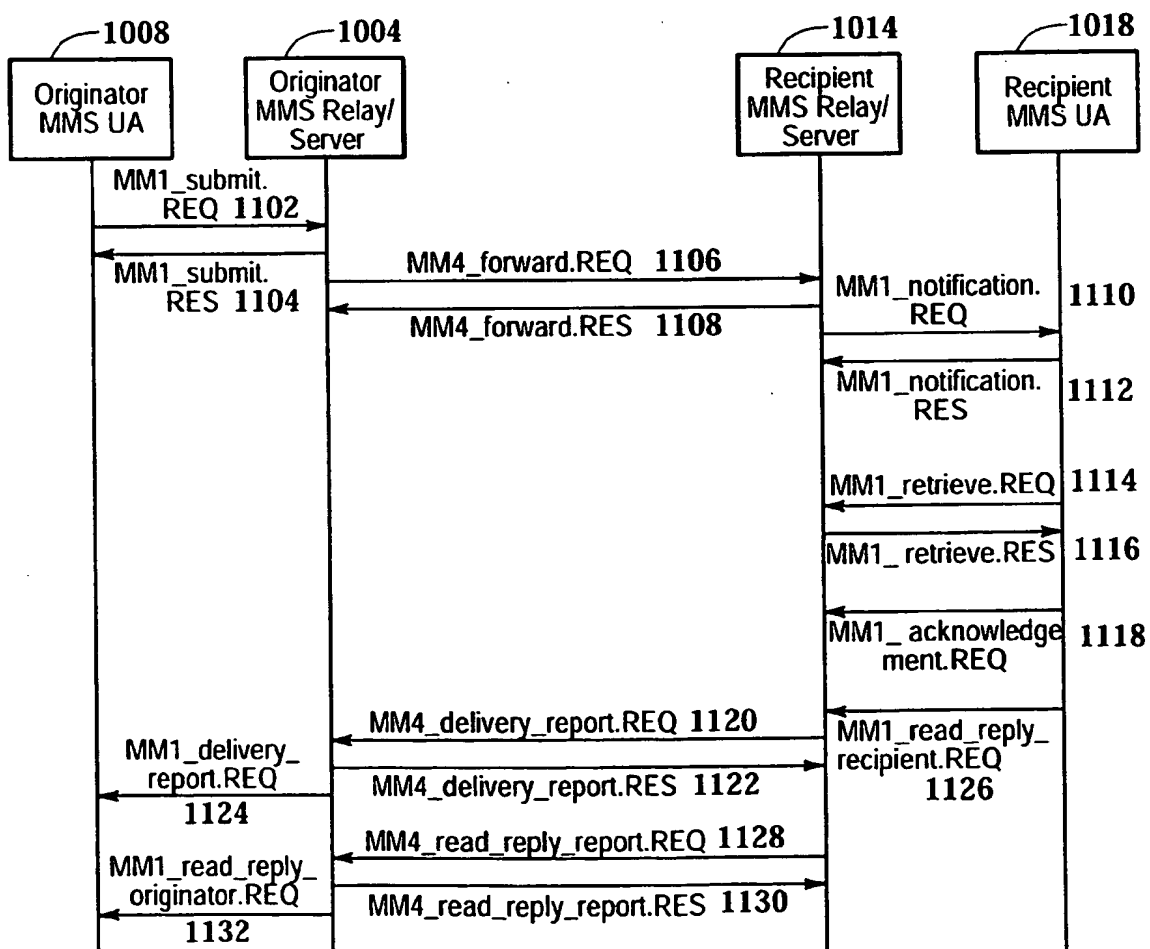 1008
1004
1014
1018
Originator
MMS UA
Originator
MMS Relay/
Server
Recipient
MMS Relay/
Server
Recipient
MMS UA
MM1_submit.
REQ 1102
MM1_submit.
RES 1104
MM4_forward.REQ 1106
MM4_forward.RES 1108
MM1_notification.
REQ
1110
MM1_notification.
RES
1112
MM1_retrieve.REQ 1114
MM1_ retrieve.RES 1116
MM1_ acknowledge
ment.REQ
1118
MM4_delivery_report.REQ 1120
MM1_read_reply_
recipient.REQ
1126
MM1_delivery_
report.REQ
1124
MM4_delivery_report.RES 1122
MM4_read_reply_report.REQ 1128
MM1_read_reply_
originator.REQ
1132
MM4_read_reply_report.RES 1130